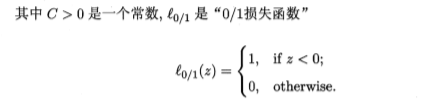 其中 C > 0 是一个常数, ℓ0/1 是 “0/1损失函数”
ℓ0/1(z) = { 1, if z < 0;
0, otherwise.